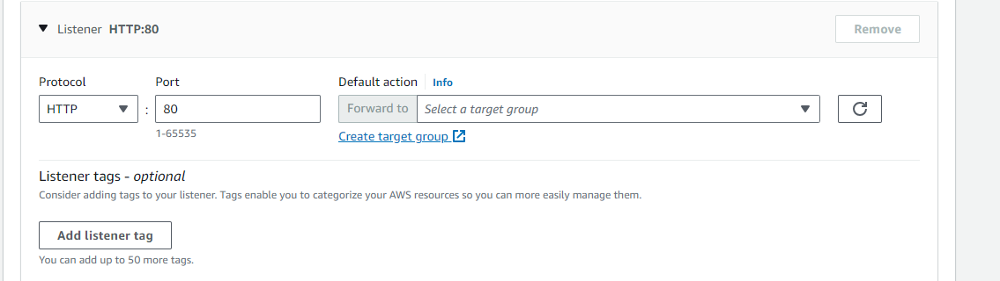 Listener HTTP:80 Remove
Protocol Port Default action Info
HTTP : 80 Forward to Select a target group
1-65535 Create target group
Listener tags - optional
Consider adding tags to your listener. Tags enable you to categorize your AWS resources so you can more easily manage them.
Add listener tag
You can add up to 50 more tags.